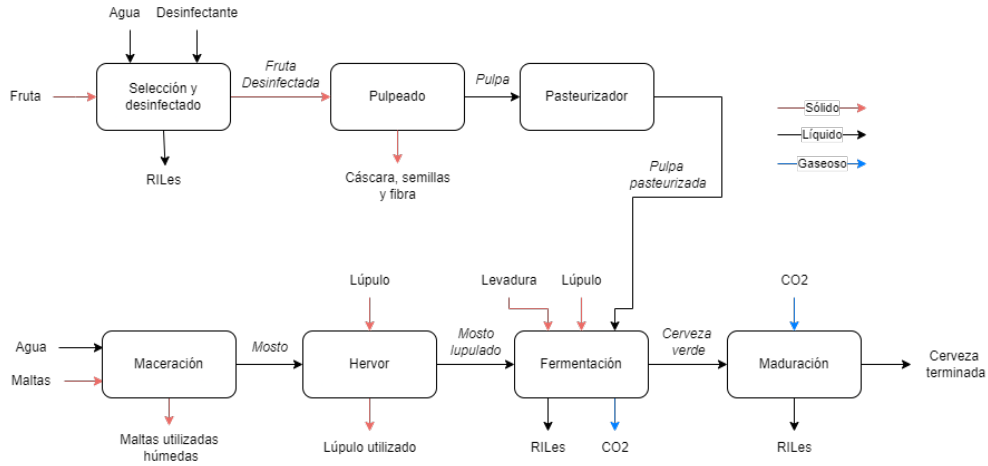 Agua
Desinfectante
Fruta
Selección y
desinfectado
Fruta
Desinfectada
Pulpeado
Pulpa
Pasteurizador
Sólido
Líquido
Gaseoso
RILes
Cáscara, semillas
y fibra
Pulpa
pasteurizada
Lúpulo
Levadura
Lúpulo
CO2
Agua
Maltas
Maceración
Mosto
Hervor
Mosto
lupulado
Fermentación
Cerveza
verde
Maduración
Cerveza
terminada
Maltas utilizadas
húmedas
Lúpulo utilizado
RILes
CO2
RILes